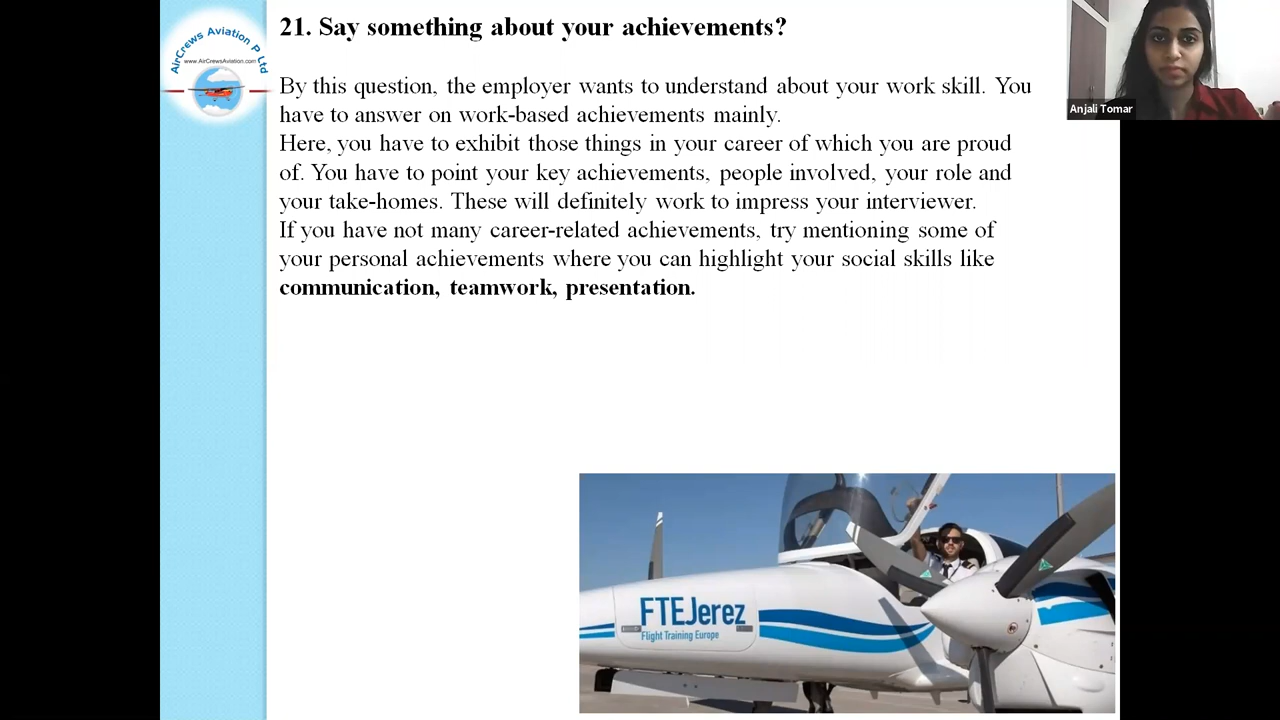 AirCrews Aviation P Ltd
www.AirCrewsAviation.com
21. Say something about your achievements?
Anjali Tomar
By this question, the employer wants to understand about your work skill. You
have to answer on work-based achievements mainly.
Here, you have to exhibit those things in your career of which you are proud
of. You have to point your key achievements, people involved, your role and
your take-homes. These will definitely work to impress your interviewer.
If you have not many career-related achievements, try mentioning some of
your personal achievements where you can highlight your social skills like
communication, teamwork, presentation.
FTEJerez
Flight Training Europe